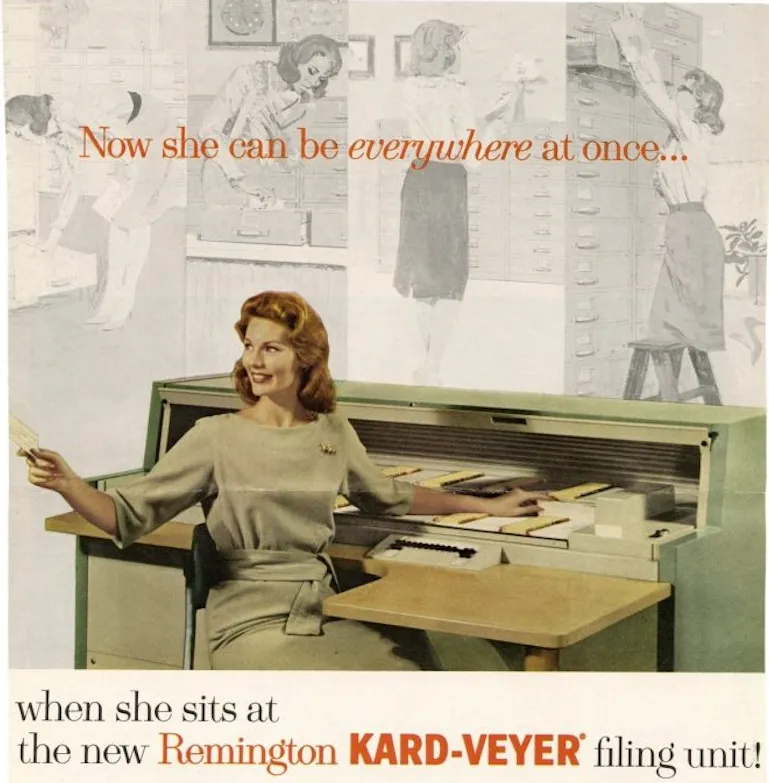 Now she can be everywhere at once...
when she sits at
the new Remington KARD-VEYER® filing unit!